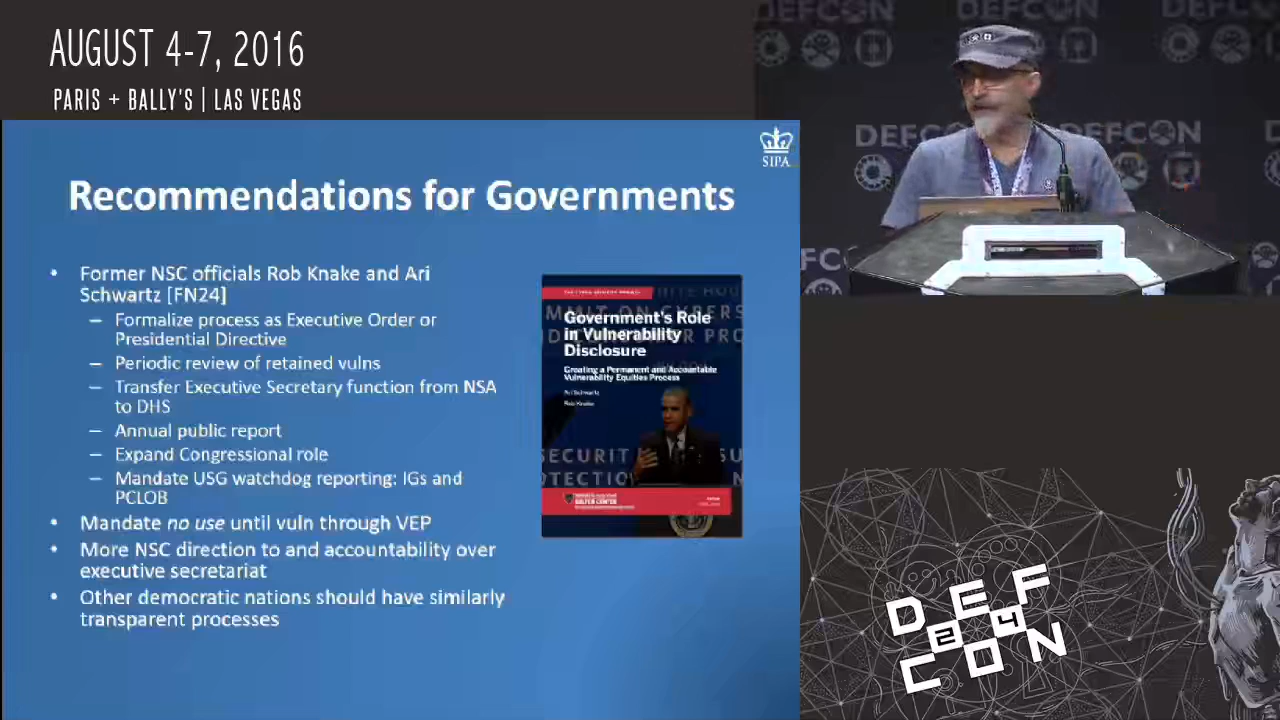 AUGUST 4-7, 2016
PARIS + BALLY'S | LAS VEGAS
DEFCON
DEFCON
SIPA
Recommendations for Governments
• Former NSC officials Rob Knake and Ari
Schwartz [FN24]
– Formalize process as Executive Order or
Presidential Directive
– Periodic review of retained vulns
– Transfer Executive Secretary function from NSA
to DHS
– Annual public report
– Expand Congressional role
– Mandate USG watchdog reporting: IGs and
PCLOB
• Mandate no use until vuln through VEP
• More NSC direction to and accountability over
executive secretariat
• Other democratic nations should have similarly
transparent processes
Government's Role
in Vulnerability
Disclosure
Creating a Permanent and Accountable
Vulnerability Equities Process
Ari Schwartz
Rob Knake
BELFER CENTER
DEF
24
CON